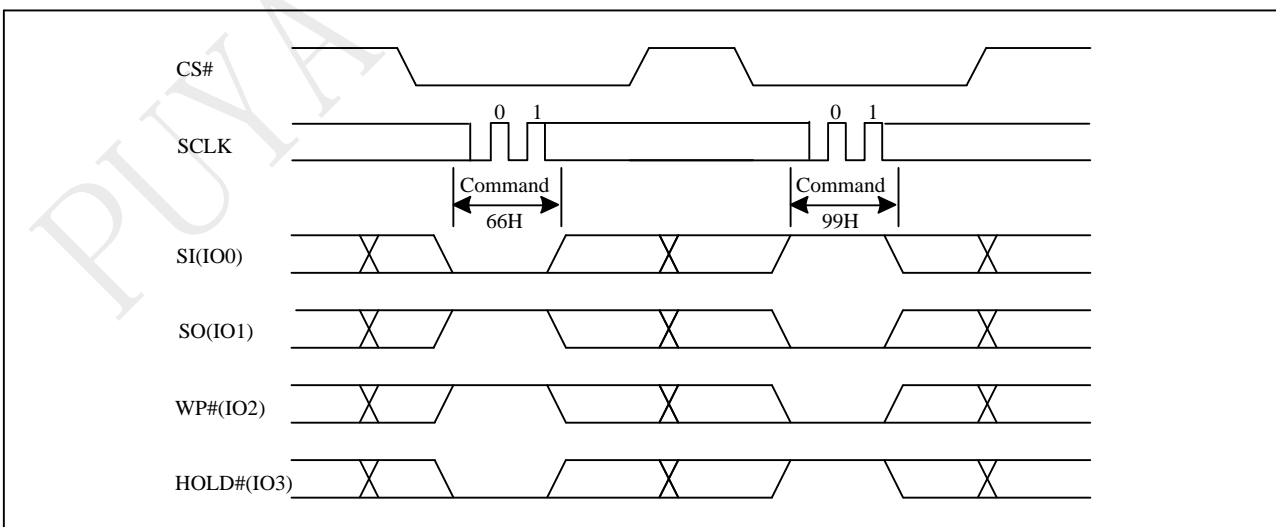 PUYA
CS#
0 1 0 1
SCLK
Command Command
66H 99H
SI(IO0)
SO(IO1)
WP#(IO2)
HOLD#(IO3)